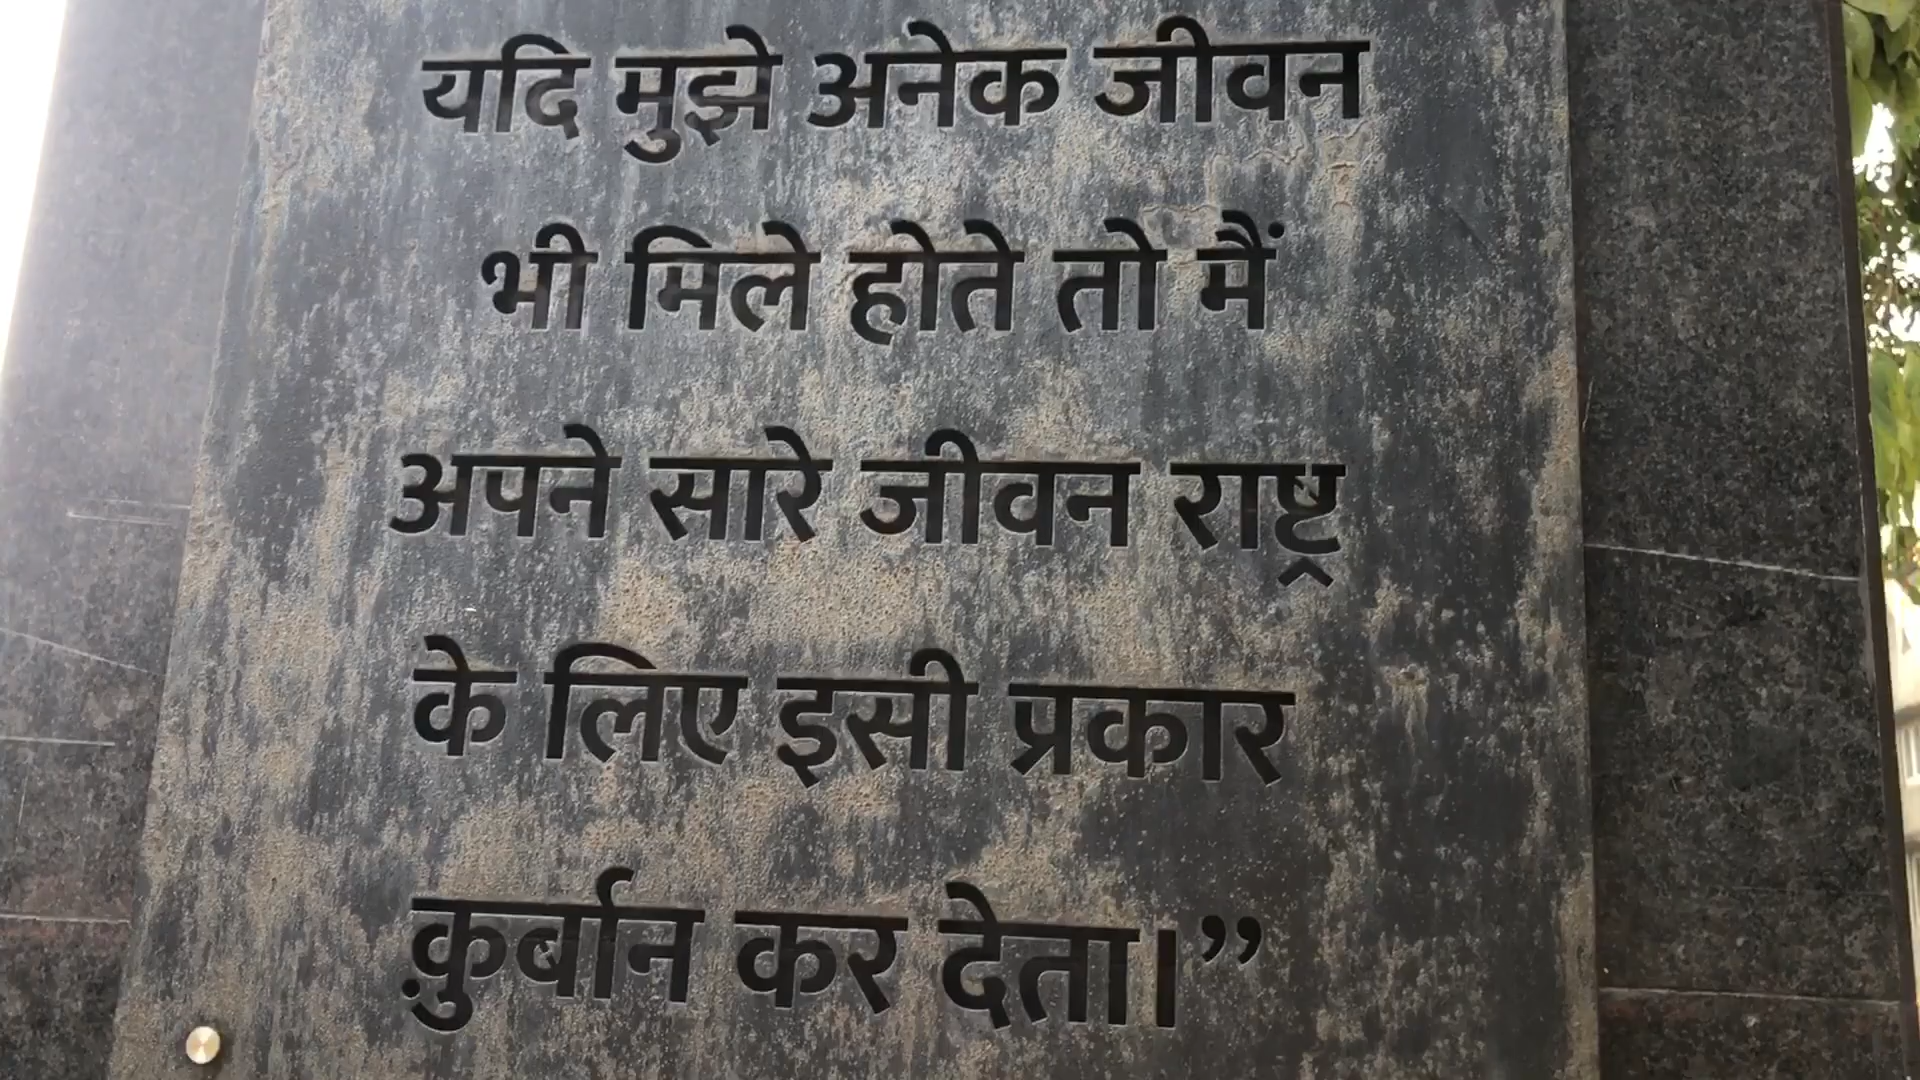 यदि मुझे अनेक जीवन
भी मिले होते तो मैं
अपने सारे जीवन राष्ट्र
के लिए इसी प्रकार
क़ुर्बान कर देता।”